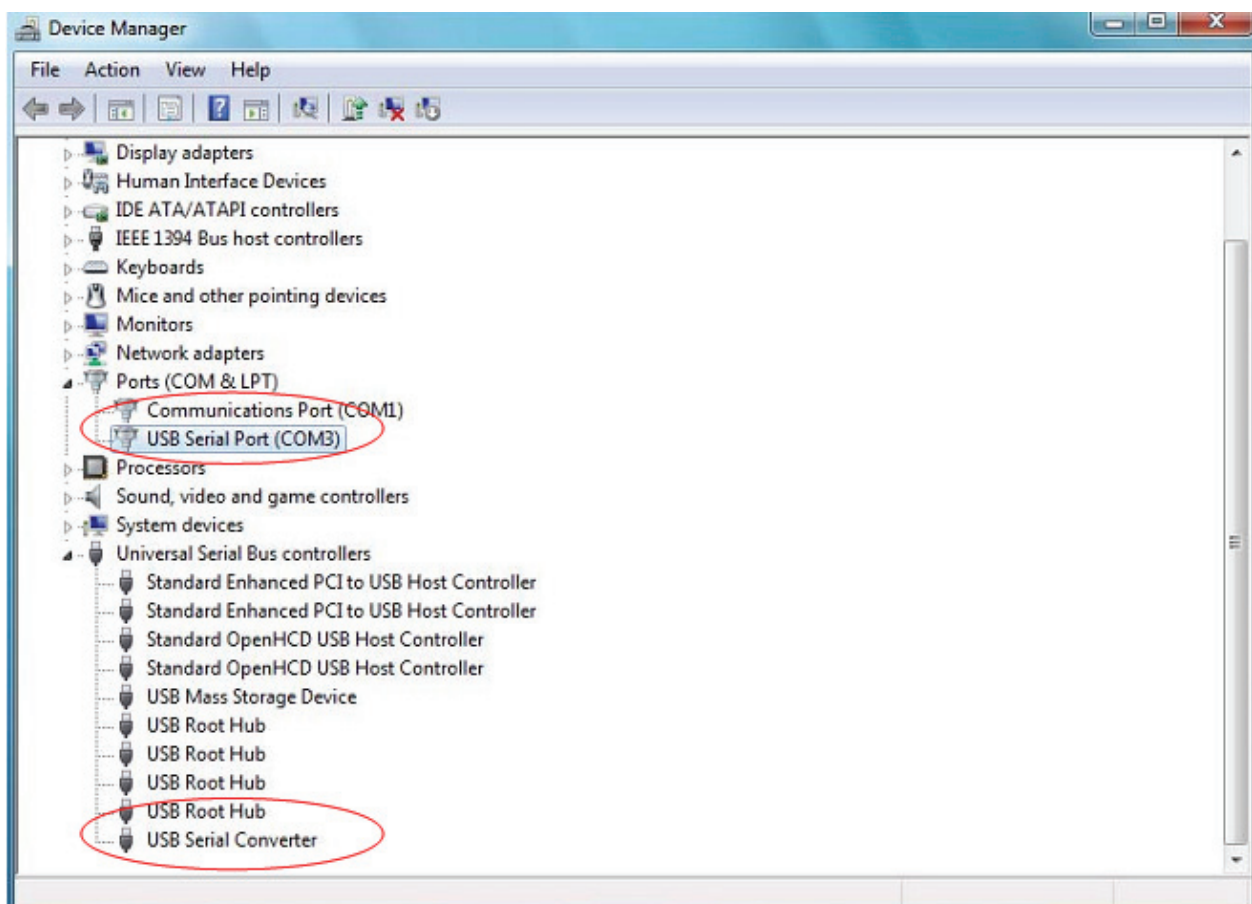 Device Manager
File Action View Help
Display adapters
Human Interface Devices
IDE ATA/ATAPI controllers
IEEE 1394 Bus host controllers
Keyboards
Mice and other pointing devices
Monitors
Network adapters
Ports (COM & LPT)
Communications Port (COM1)
USB Serial Port (COM3)
Processors
Sound, video and game controllers
System devices
Universal Serial Bus controllers
Standard Enhanced PCI to USB Host Controller
Standard Enhanced PCI to USB Host Controller
Standard OpenHCD USB Host Controller
Standard OpenHCD USB Host Controller
USB Mass Storage Device
USB Root Hub
USB Root Hub
USB Root Hub
USB Root Hub
USB Serial Converter